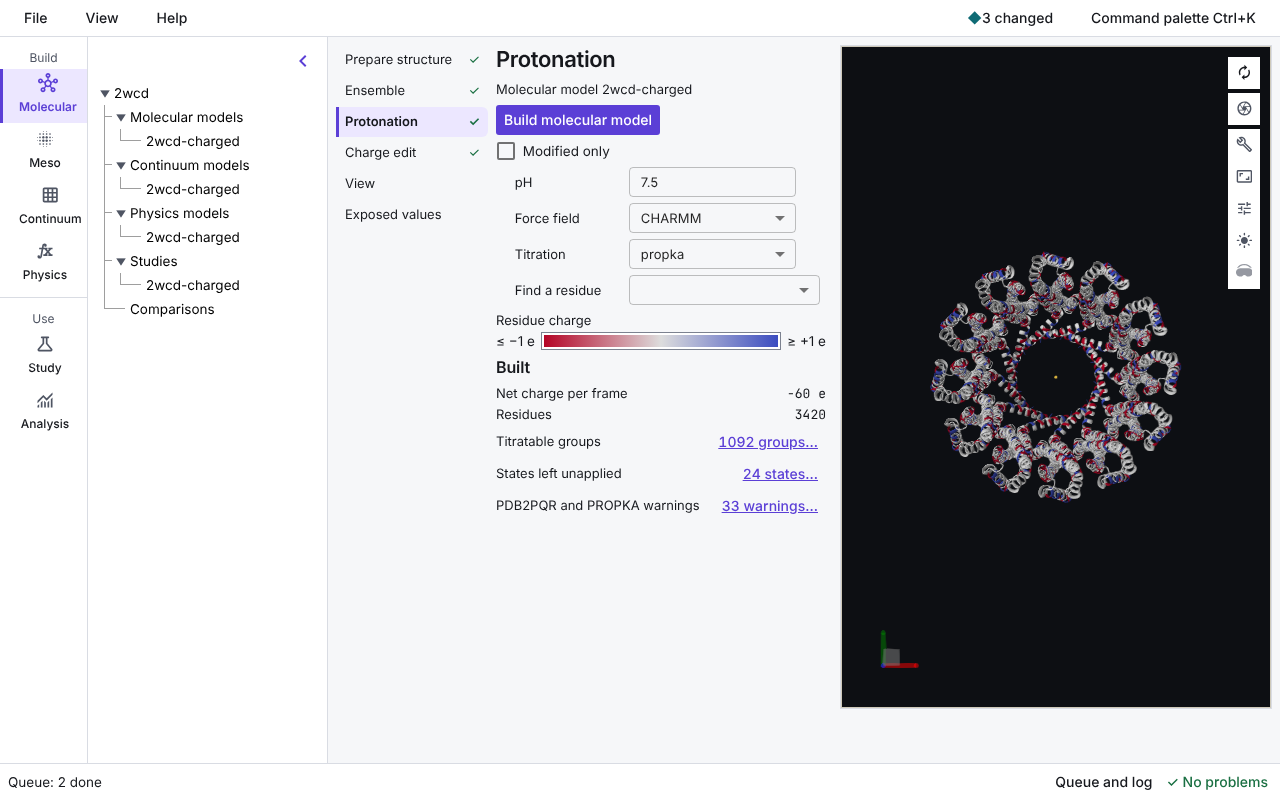 File View Help
3 changed Command palette Ctrl+K
Build
Molecular
Meso
Continuum
Physics
Use
Study
Analysis
2wcd
Molecular models
2wcd-charged
Continuum models
2wcd-charged
Physics models
2wcd-charged
Studies
2wcd-charged
Comparisons
Prepare structure
Ensemble
Protonation
Charge edit
View
Exposed values
Protonation
Molecular model 2wcd-charged
Build molecular model
Modified only
pH 7.5
Force field CHARMM
Titration propka
Find a residue
Residue charge
≤ −1 e ≥ +1 e
Built
Net charge per frame -60 e
Residues 3420
Titratable groups 1092 groups...
States left unapplied 24 states...
PDB2PQR and PROPKA warnings 33 warnings...
Queue: 2 done
Queue and log No problems